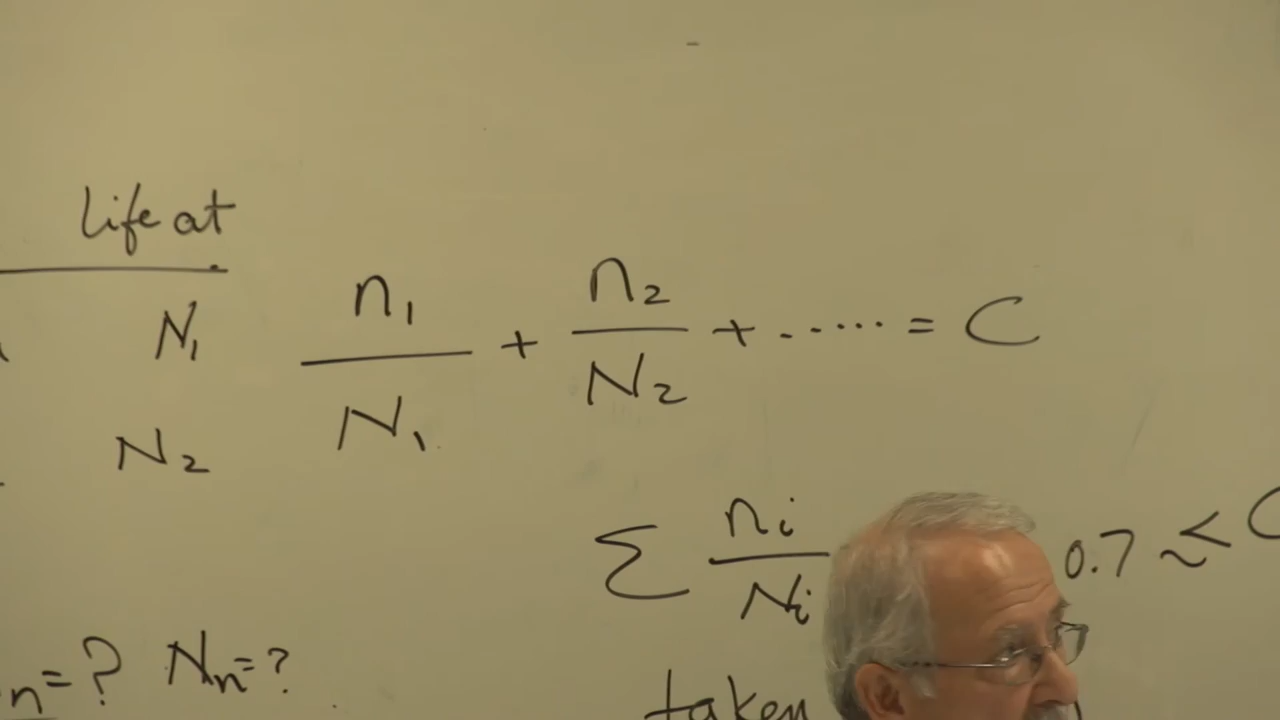 life at
N₁
N₂
n₁/N₁ + n₂/N₂ + ...... = C
Σ nᵢ/Nᵢ
0.7 ≲ C
n = ? Nₙ = ?
taken